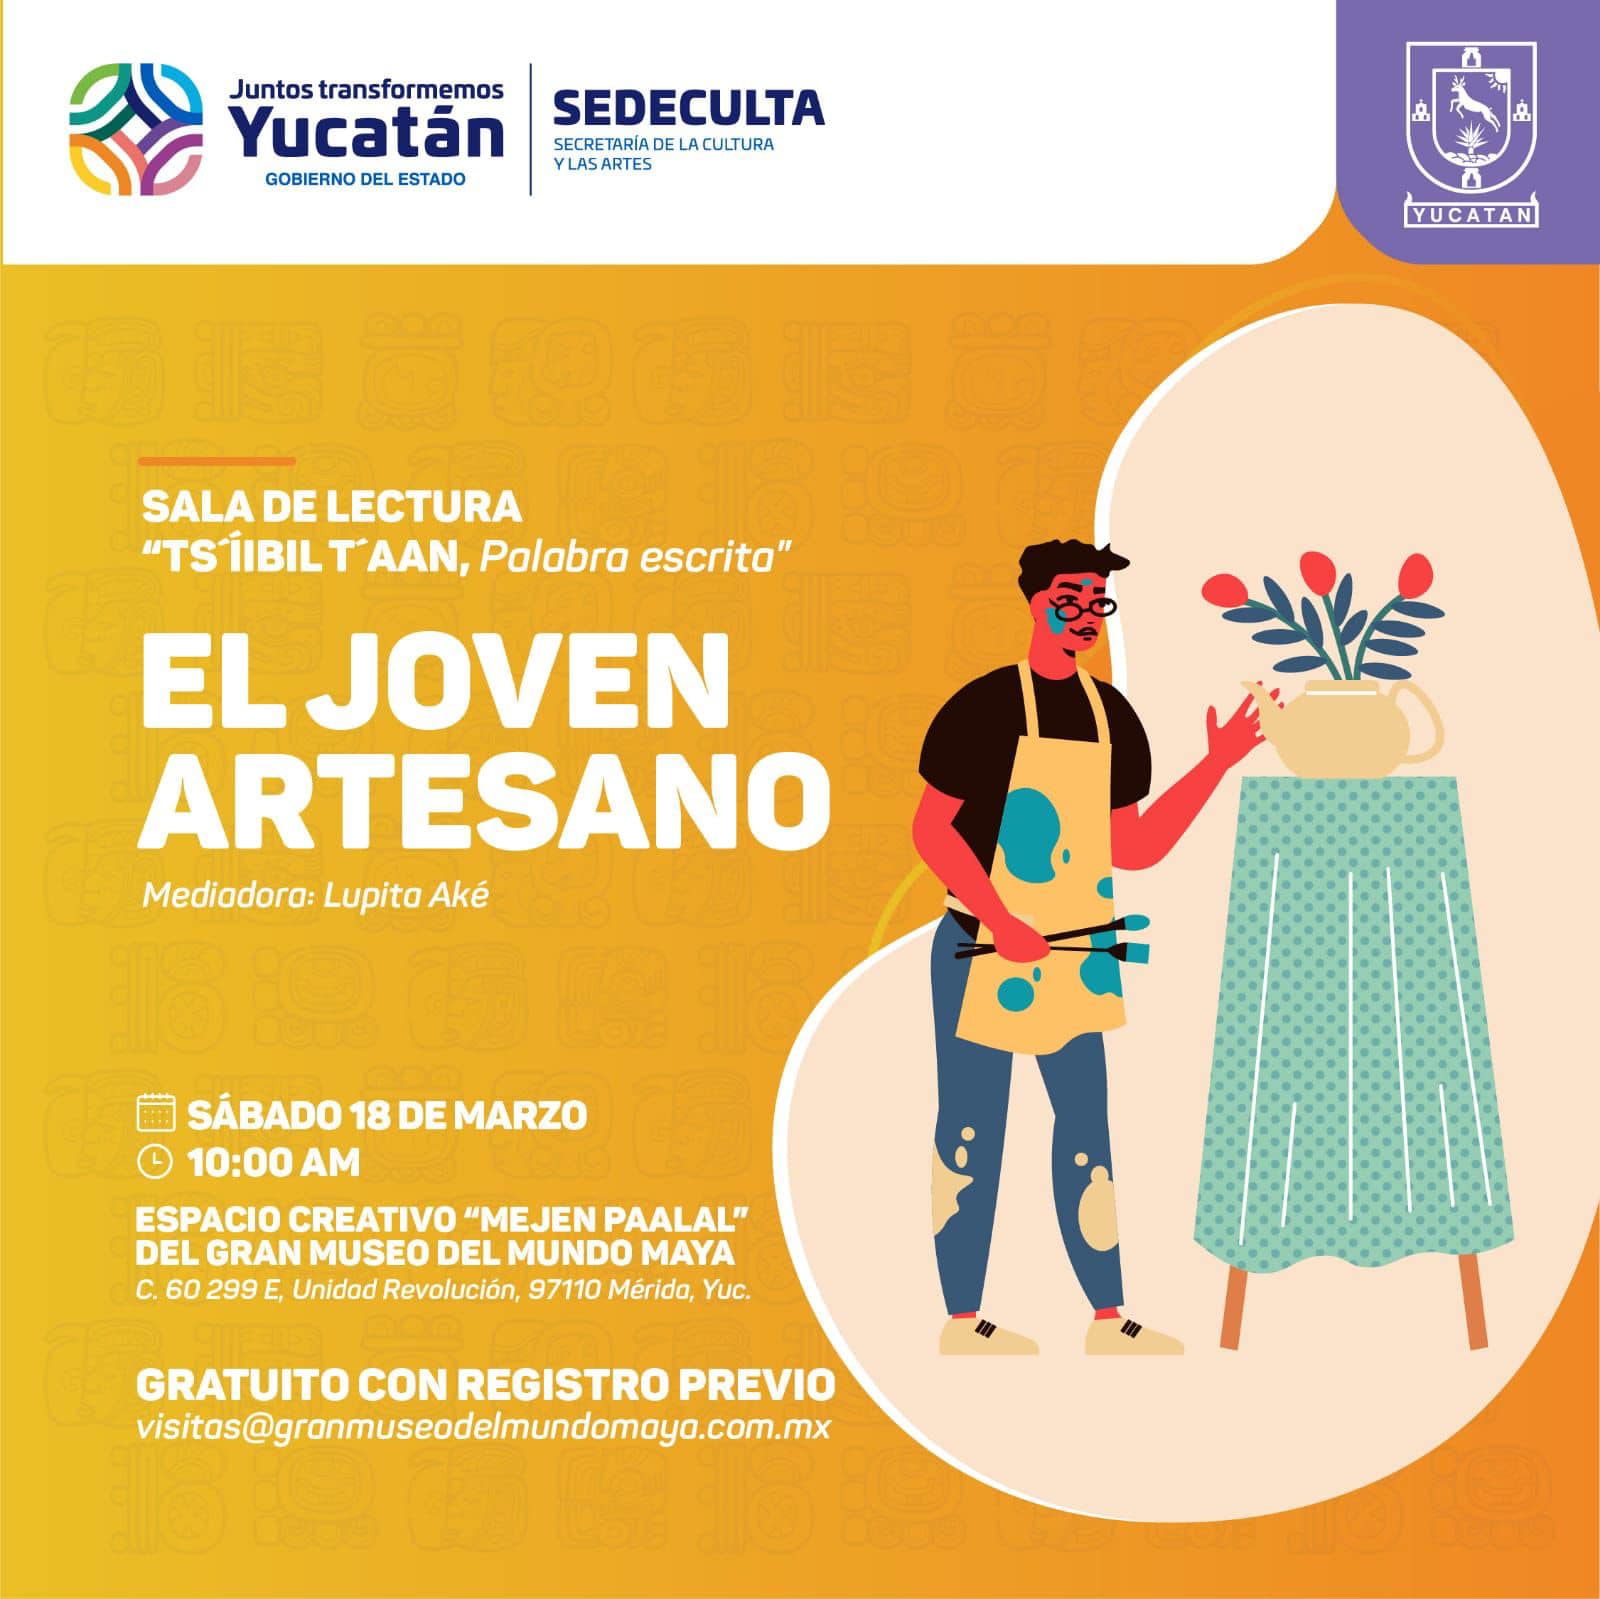 Juntos transformemos
Yucatán
GOBIERNO DEL ESTADO
SEDECULTA
SECRETARÍA DE LA CULTURA
Y LAS ARTES
YUCATAN
SALA DE LECTURA
“TS´ÍIBIL T´AAN, Palabra escrita”
EL JOVEN
ARTESANO
Mediadora: Lupita Aké
SÁBADO 18 DE MARZO
10:00 AM
ESPACIO CREATIVO “MEJEN PAALAL”
DEL GRAN MUSEO DEL MUNDO MAYA
C. 60 299 E, Unidad Revolución, 97110 Mérida, Yuc.
GRATUITO CON REGISTRO PREVIO
visitas@granmuseodelmundomaya.com.mx